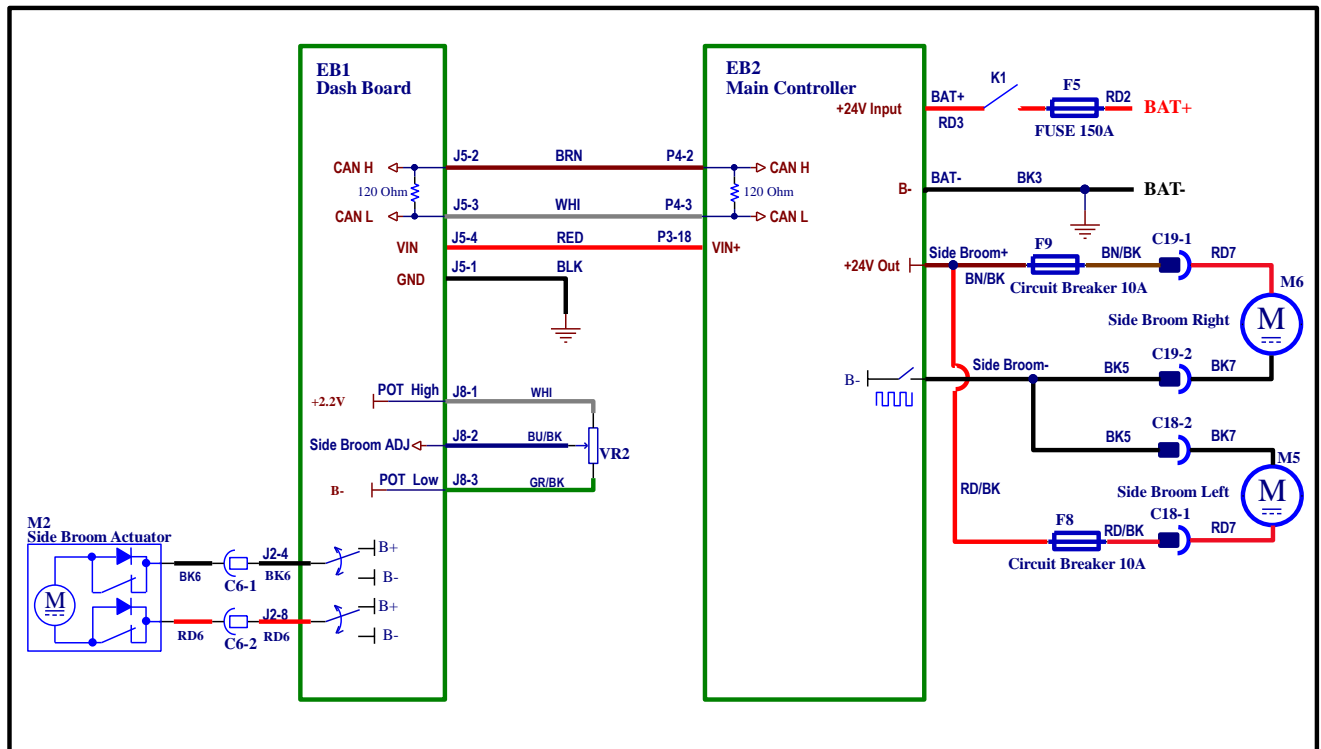 EB1
Dash Board
EB2
Main Controller
+24V Input
BAT+
RD3
K1
F5
RD2
FUSE 150A
BAT+
CAN H
J5-2
BRN
P4-2
CAN H
120 Ohm
120 Ohm
CAN L
J5-3
WHI
P4-3
CAN L
B-
BAT-
BK3
BAT-
VIN
J5-4
RED
P3-18
VIN+
GND
J5-1
BLK
+24V Out
Side Broom+
BN/BK
F9
Circuit Breaker 10A
BN/BK
C19-1
RD7
M6
Side Broom Right
M
B-
Side Broom-
BK5
C19-2
BK7
+2.2V
POT High
J8-1
WHI
Side Broom ADJ
J8-2
BU/BK
VR2
B-
POT Low
J8-3
GR/BK
BK5
C18-2
BK7
M5
Side Broom Left
M
RD/BK
F8
Circuit Breaker 10A
RD/BK
C18-1
RD7
M2
Side Broom Actuator
M
BK6
C6-1
J2-4
BK6
B+
B-
RD6
C6-2
J2-8
RD6
B+
B-